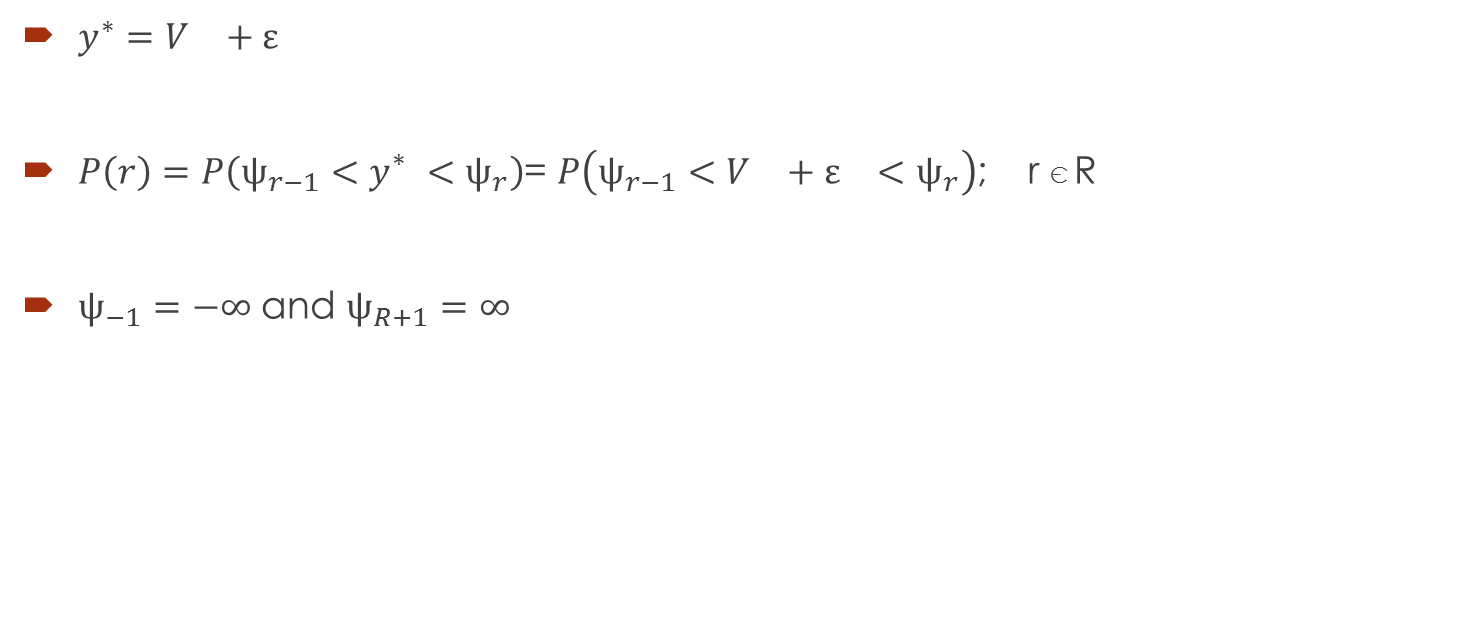 y* = V + ε
P(r) = P(ψ_{r−1} < y* < ψ_r)= P(ψ_{r−1} < V + ε < ψ_r); r ∊ R
ψ_{−1} = −∞ and ψ_{R+1} = ∞